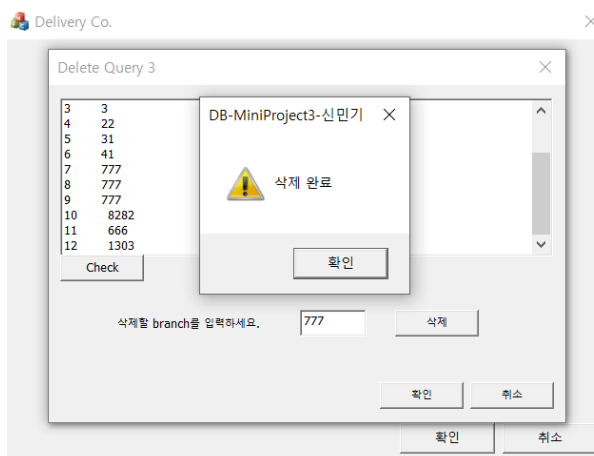 Delivery Co.
Delete Query 3
3 3
4 22
5 31
6 41
7 777
8 777
9 777
10 8282
11 666
12 1303
DB-MiniProject3-신민기
삭제 완료
확인
Check
삭제할 branch를 입력하세요. 777 삭제
확인 취소
확인 취소